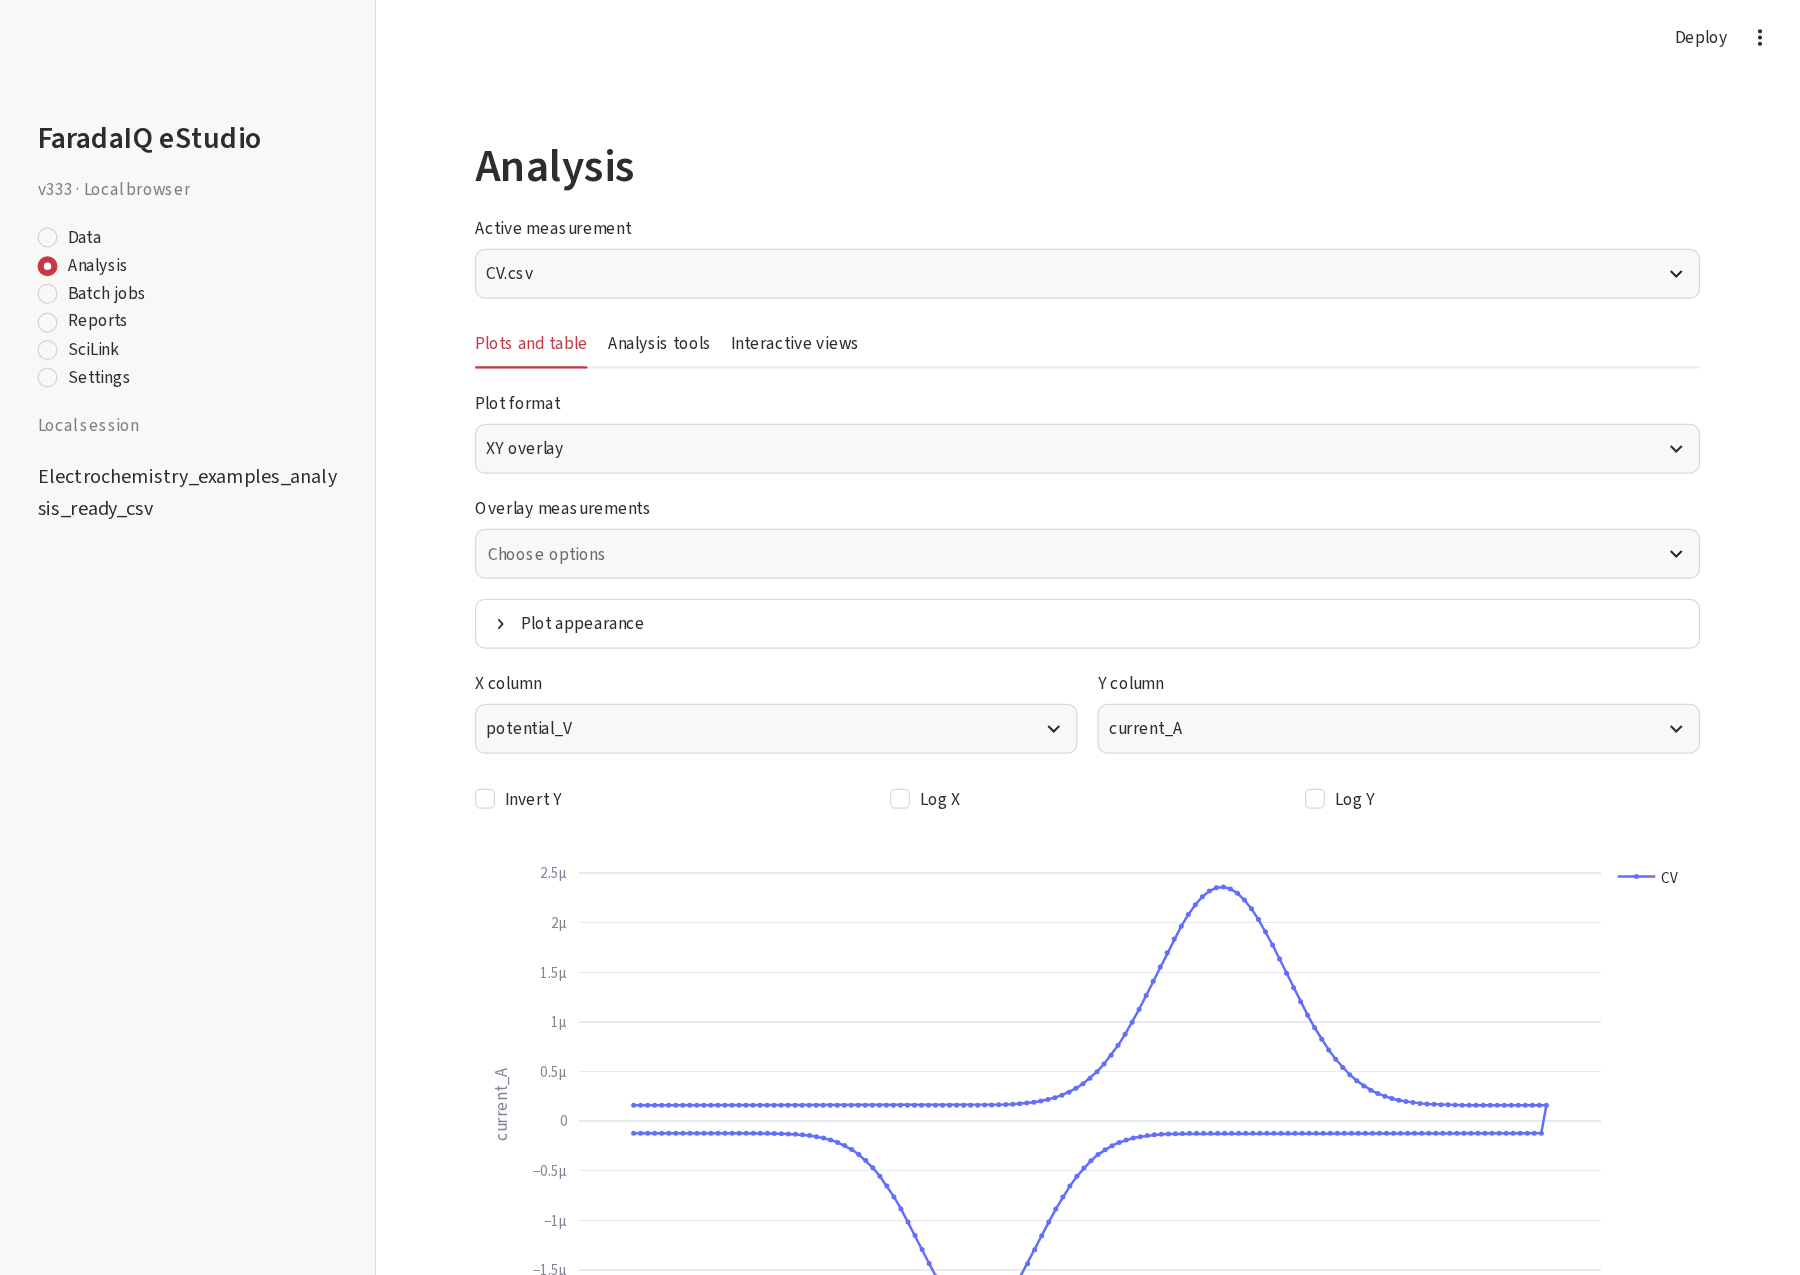 Deploy
FaradaIQ eStudio
v333 · Local browser
Data
Analysis
Batch jobs
Reports
SciLink
Settings
Local session
Electrochemistry_examples_analy
sis_ready_csv
Analysis
Active measurement
CV.csv
Plots and table
Analysis tools
Interactive views
Plot format
XY overlay
Overlay measurements
Choose options
Plot appearance
X column
Y column
potential_V
current_A
Invert Y
Log X
Log Y
2.5μ
2μ
1.5μ
1μ
0.5μ
0
−0.5μ
−1μ
−1.5μ
current_A
CV